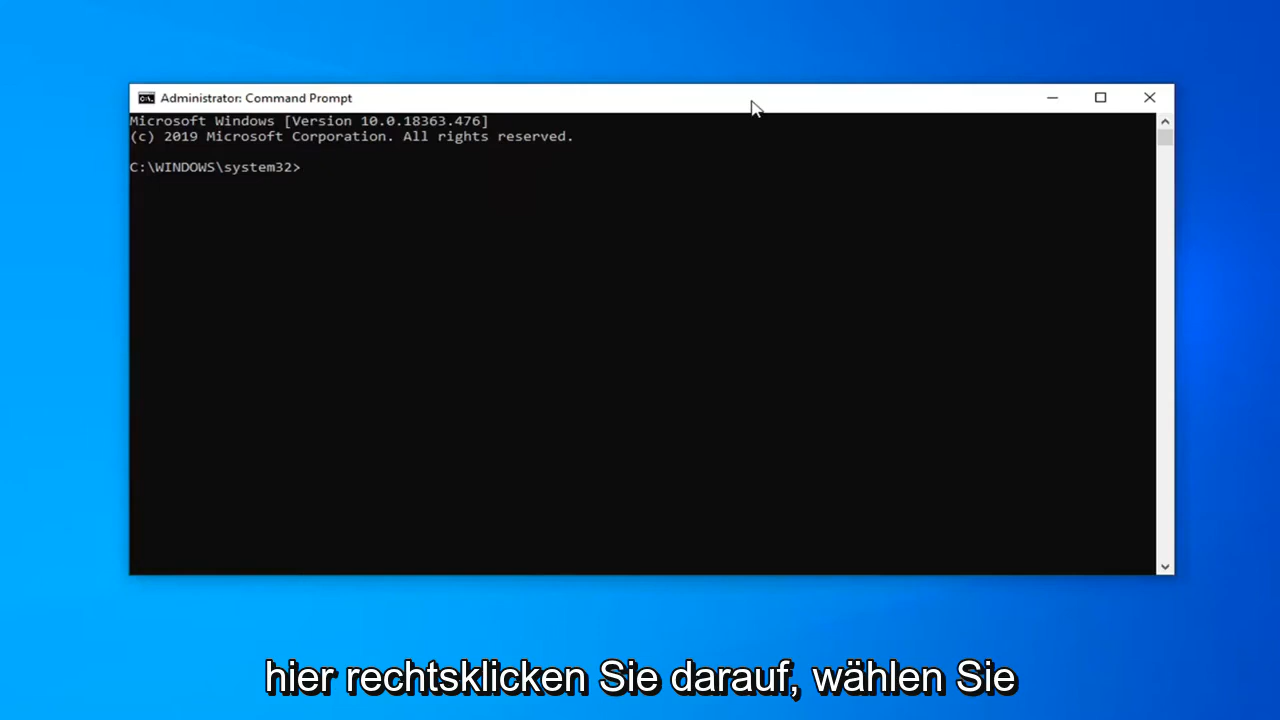 Administrator: Command Prompt
Microsoft Windows [Version 10.0.18363.476]
(c) 2019 Microsoft Corporation. All rights reserved.
C:\WINDOWS\system32>
hier rechtsklicken Sie darauf, wählen Sie